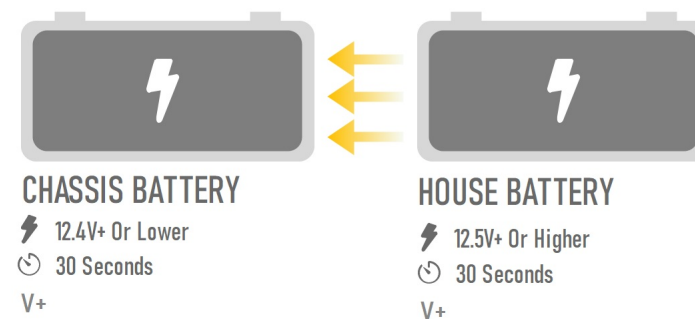 CHASSIS BATTERY
12.4V+ Or Lower
30 Seconds
V+
HOUSE BATTERY
12.5V+ Or Higher
30 Seconds
V+